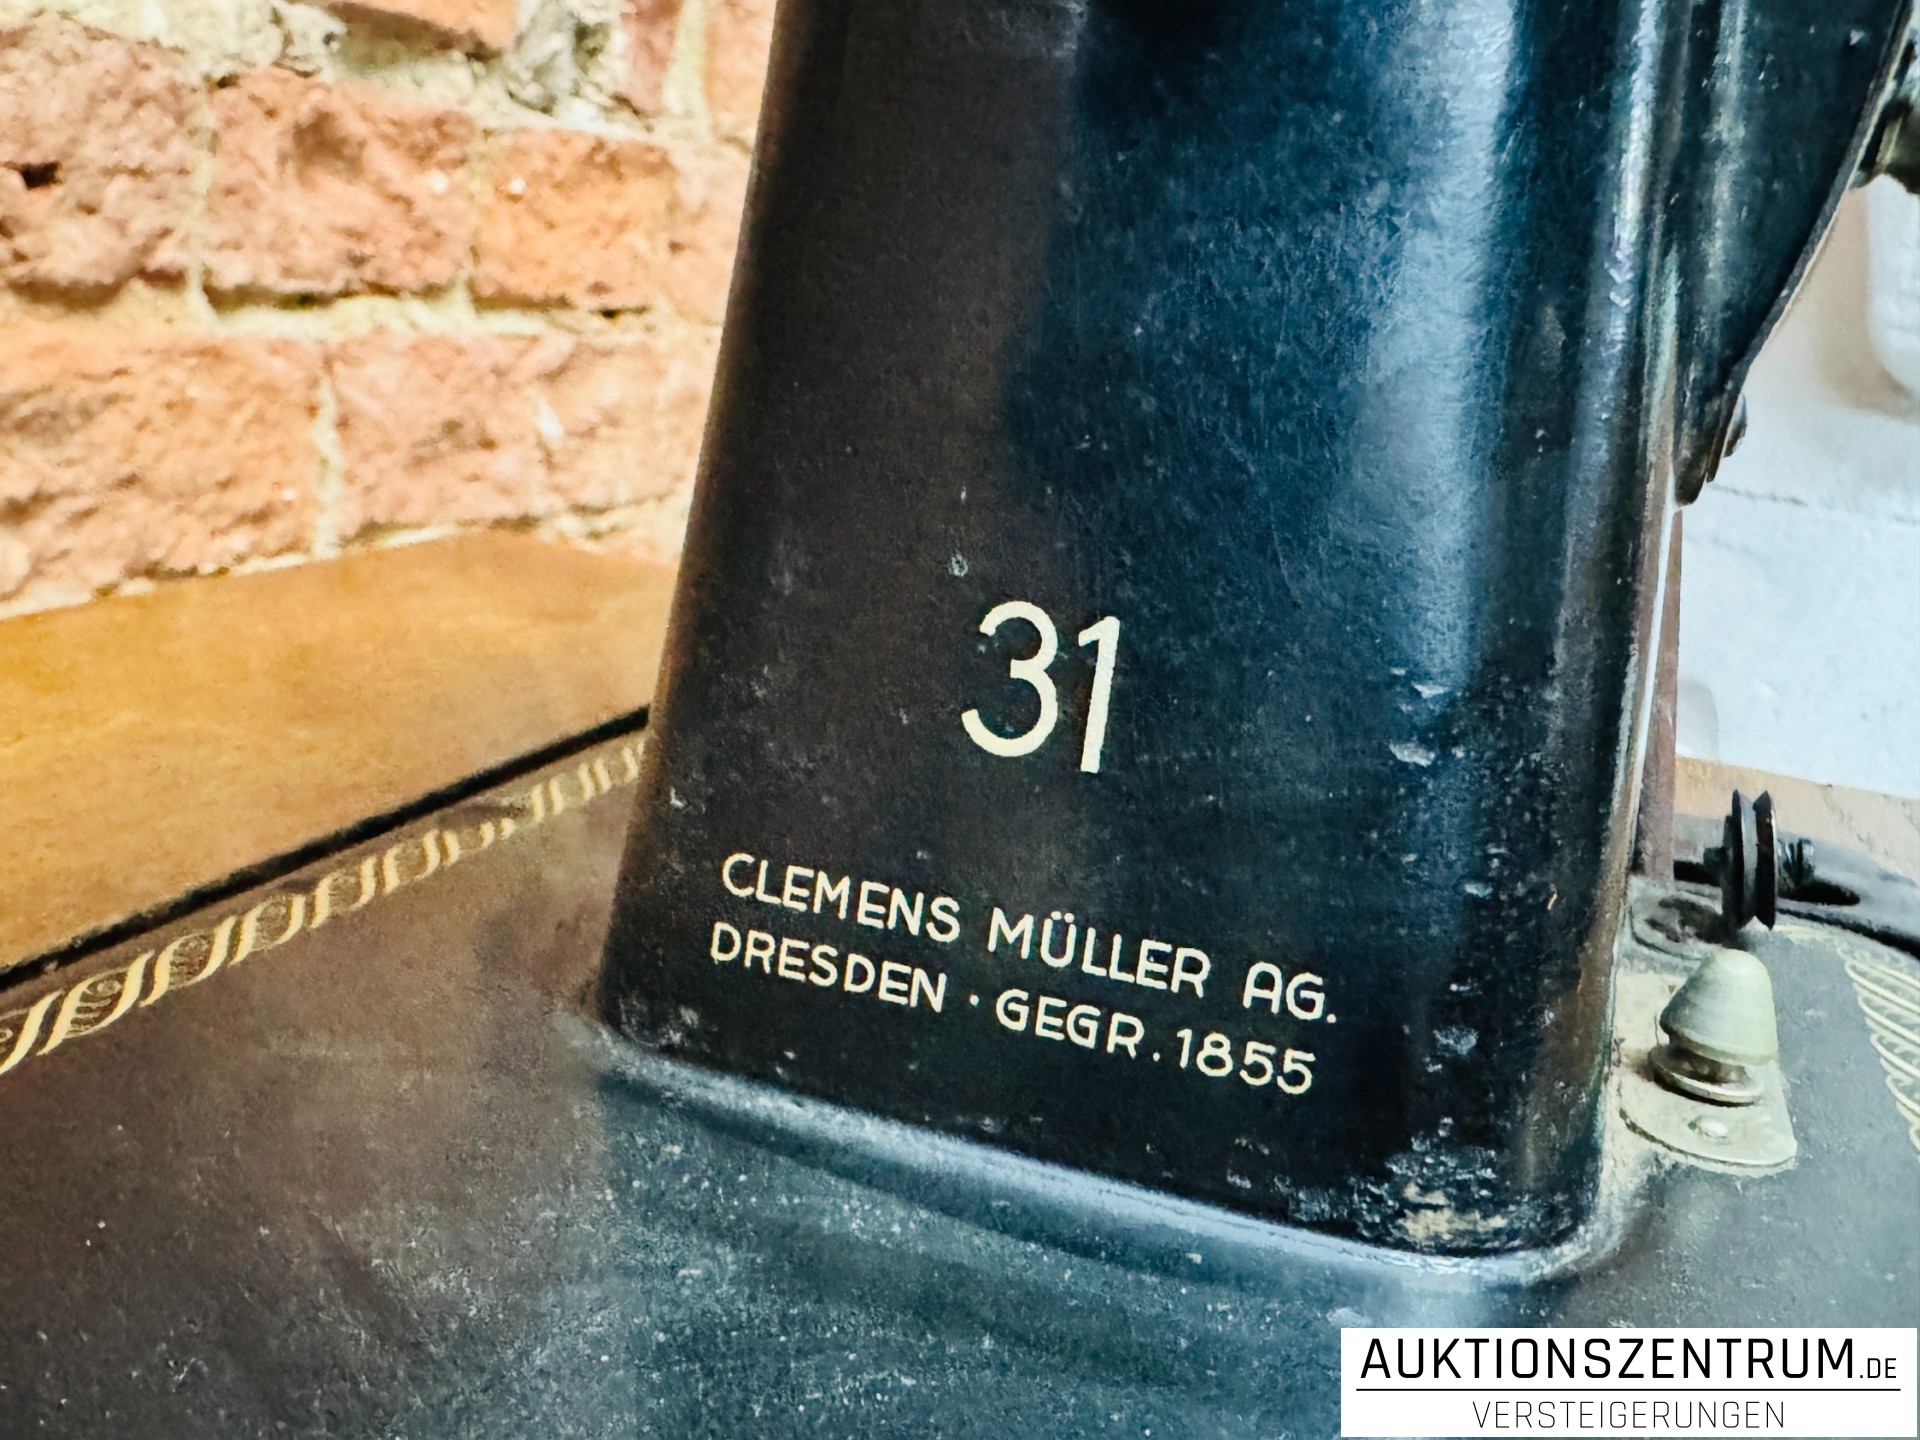 31
CLEMENS MÜLLER AG.
DRESDEN · GEGR. 1855
AUKTIONSZENTRUM.DE
VERSTEIGERUNGEN